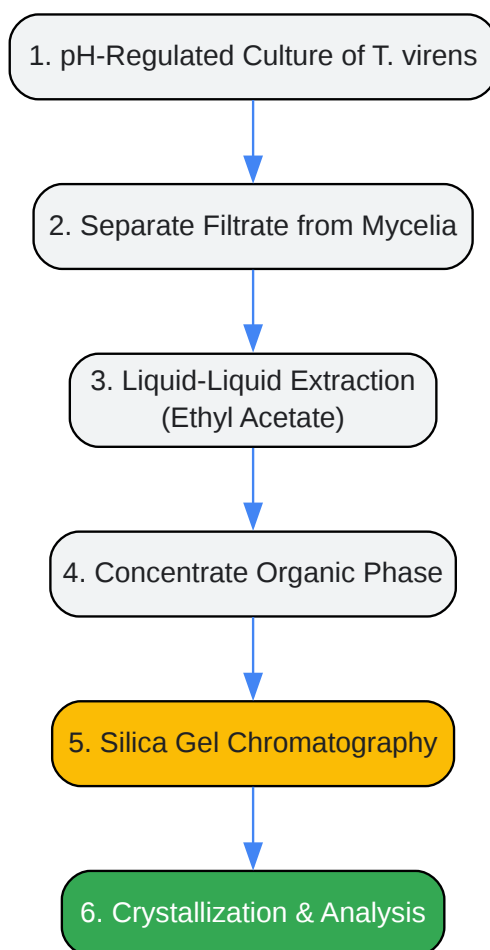 1. pH-Regulated Culture of T. virens
2. Separate Filtrate from Mycelia
3. Liquid-Liquid Extraction
(Ethyl Acetate)
4. Concentrate Organic Phase
5. Silica Gel Chromatography
6. Crystallization & Analysis